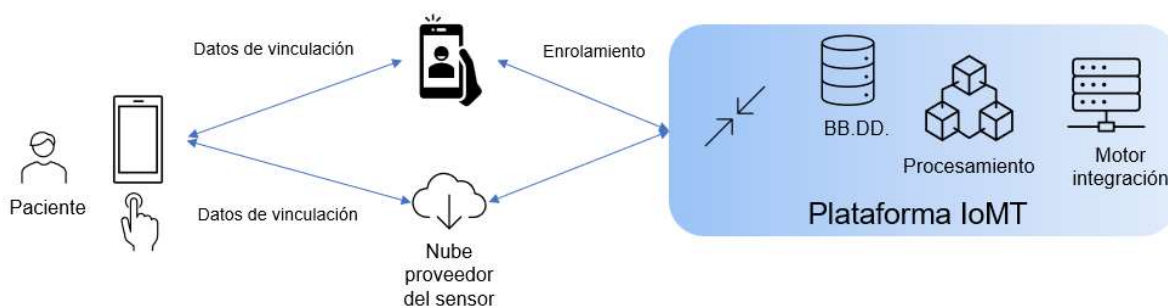 Datos de vinculación
Enrolamiento
BB.DD.
Procesamiento
Motor
integración
Paciente
Datos de vinculación
Plataforma IoMT
Nube
proveedor
del sensor